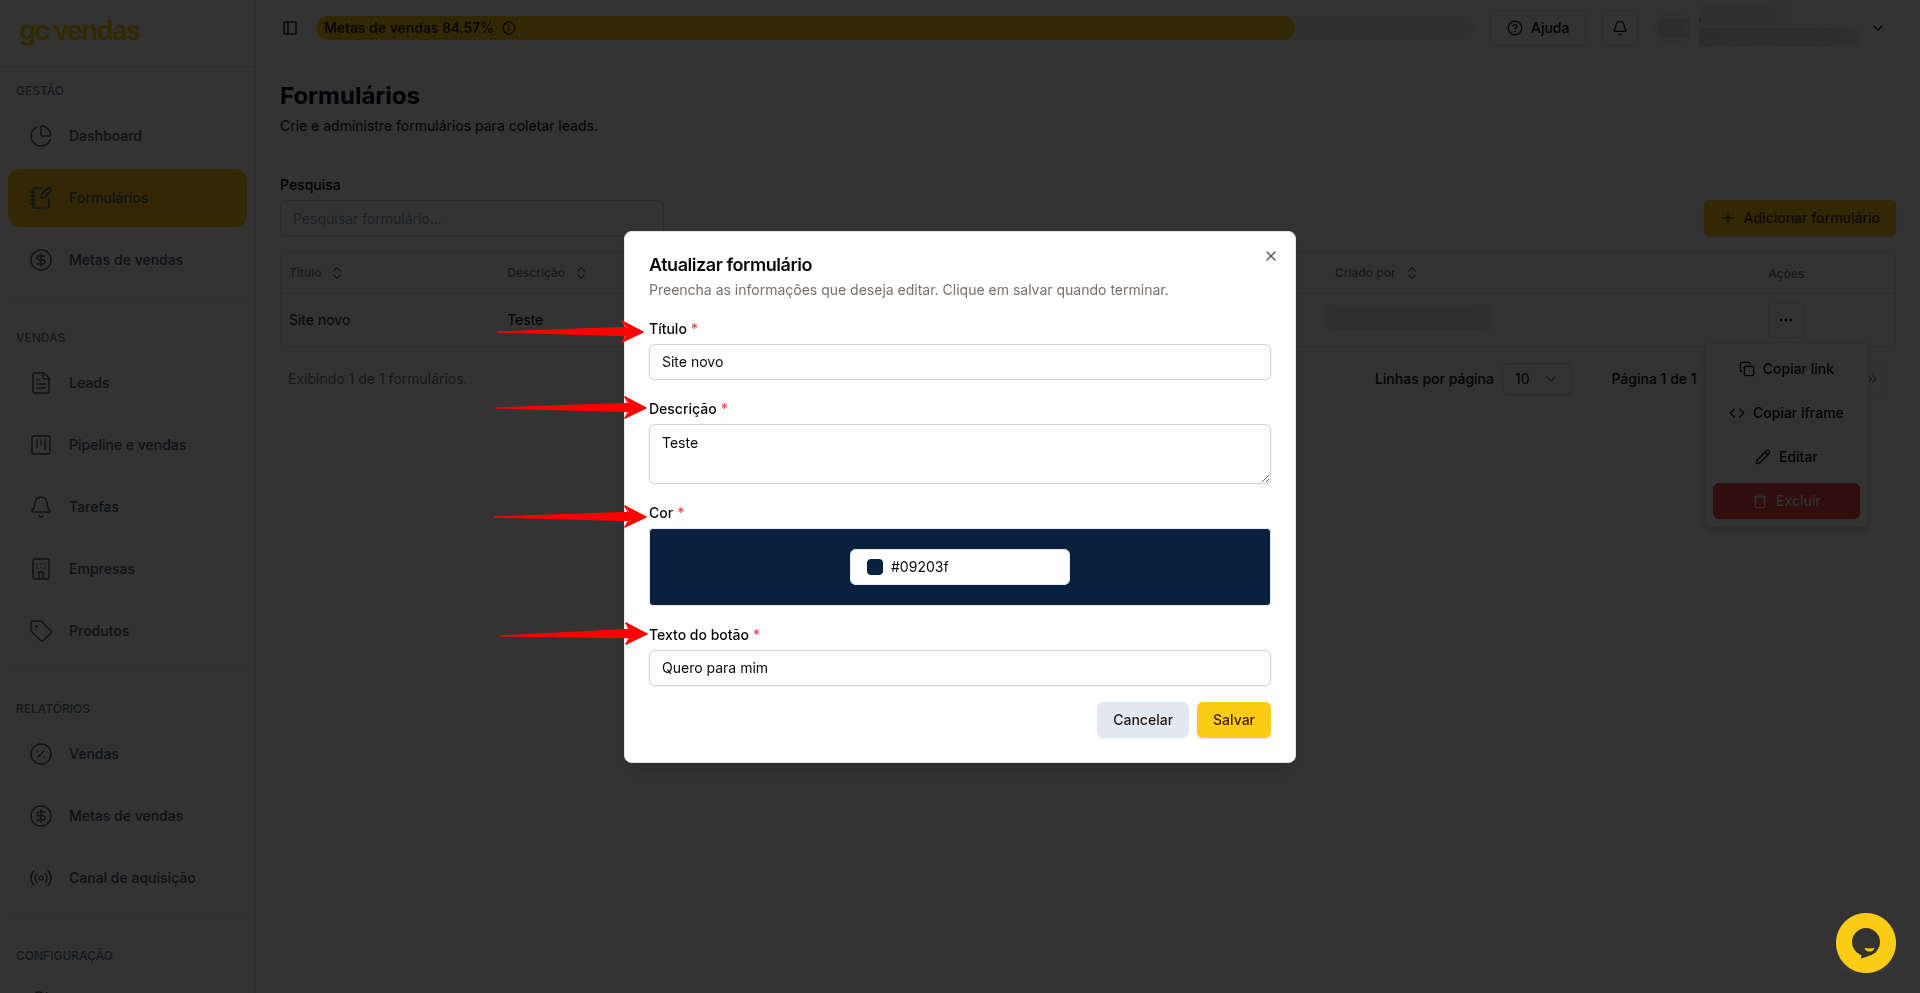 gc vendas
Metas de vendas 84.57%
Ajuda
GESTÃO
Dashboard
Formulários
Metas de vendas
VENDAS
Leads
Pipeline e vendas
Tarefas
Empresas
Produtos
RELATÓRIOS
Vendas
Metas de vendas
Canal de aquisição
CONFIGURAÇÃO
Formulários
Crie e administre formulários para coletar leads.
Pesquisa
Pesquisar formulário...
Adicionar formulário
Título Descrição Criado por Ações
Site novo Teste
Exibindo 1 de 1 formulários.
Linhas por página 10 Página 1 de 1
Copiar link
Copiar iframe
Editar
Excluir
Atualizar formulário
Preencha as informações que deseja editar. Clique em salvar quando terminar.
Título *
Site novo
Descrição *
Teste
Cor *
#09203f
Texto do botão *
Quero para mim
Cancelar Salvar